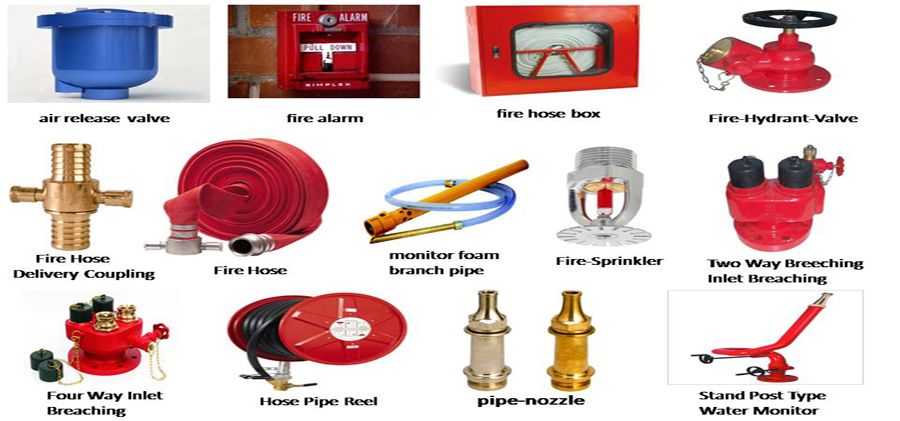 FIRE ALARM
PULL DOWN
SIMPLEX
air release valve
fire alarm
fire hose box
Fire-Hydrant-Valve
Fire Hose
Delivery Coupling
Fire Hose
monitor foam
branch pipe
Fire-Sprinkler
Two Way Breeching
Inlet Breaching
Four Way Inlet
Breaching
Hose Pipe Reel
pipe-nozzle
Stand Post Type
Water Monitor